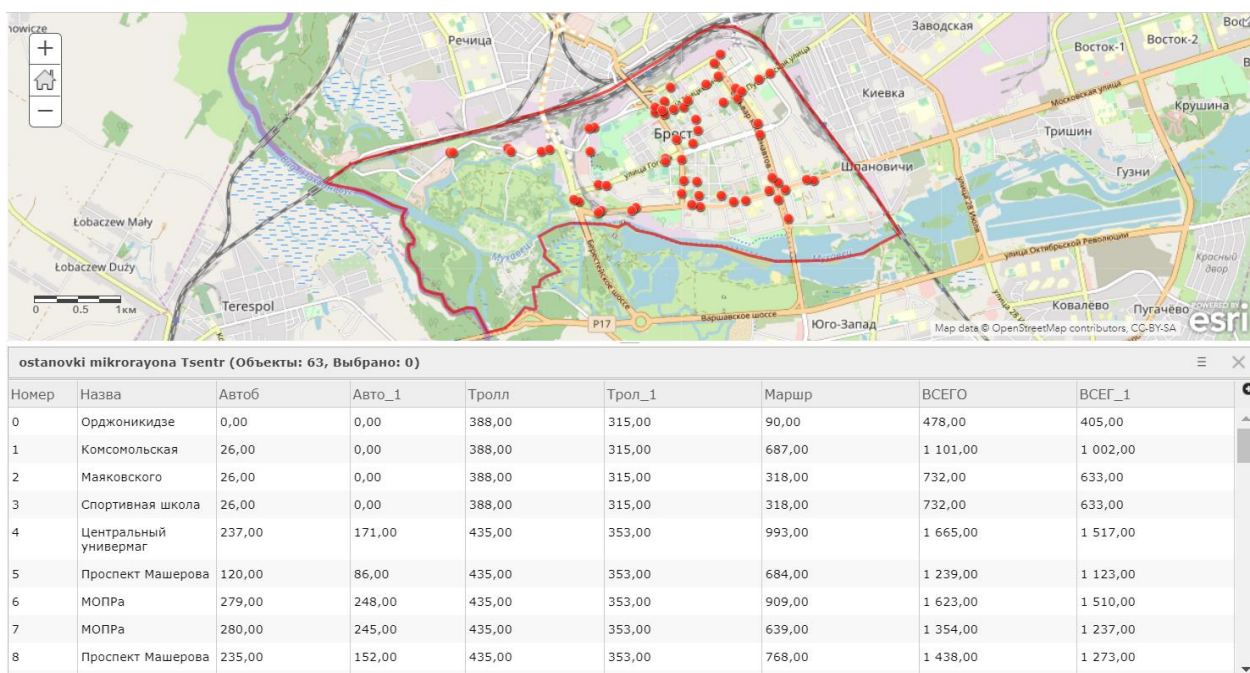 nowicze
Речица
Заводская
Восток-1
Восток-2
Киевка
Московская улица
Крушина
Тришин
Брест
Шпановичи
Гузни
улица 28 Июля
улица Октябрьской Революции
Красный
двор
Łobaczew Mały
Łobaczew Duży
Terespol
Мухавец
Берестейское шоссе
Варшавское шоссе
P17
Юго-Запад
Ковалёво
Пугачёво
+
−
0 0.5 1км
Map data © OpenStreetMap contributors, CC-BY-SA
POWERED BY
esri
ostanovki mikrorayona Tsentr (Объекты: 63, Выбрано: 0)
Номер Назва Автоб Авто_1 Тролл Трол_1 Маршр ВСЕГО ВСЕГ_1
0 Орджоникидзе 0,00 0,00 388,00 315,00 90,00 478,00 405,00
1 Комсомольская 26,00 0,00 388,00 315,00 687,00 1 101,00 1 002,00
2 Маяковского 26,00 0,00 388,00 315,00 318,00 732,00 633,00
3 Спортивная школа 26,00 0,00 388,00 315,00 318,00 732,00 633,00
4 Центральный 237,00 171,00 435,00 353,00 993,00 1 665,00 1 517,00
универмаг
5 Проспект Машерова 120,00 86,00 435,00 353,00 684,00 1 239,00 1 123,00
6 МОПРа 279,00 248,00 435,00 353,00 909,00 1 623,00 1 510,00
7 МОПРа 280,00 245,00 435,00 353,00 639,00 1 354,00 1 237,00
8 Проспект Машерова 235,00 152,00 435,00 353,00 768,00 1 438,00 1 273,00